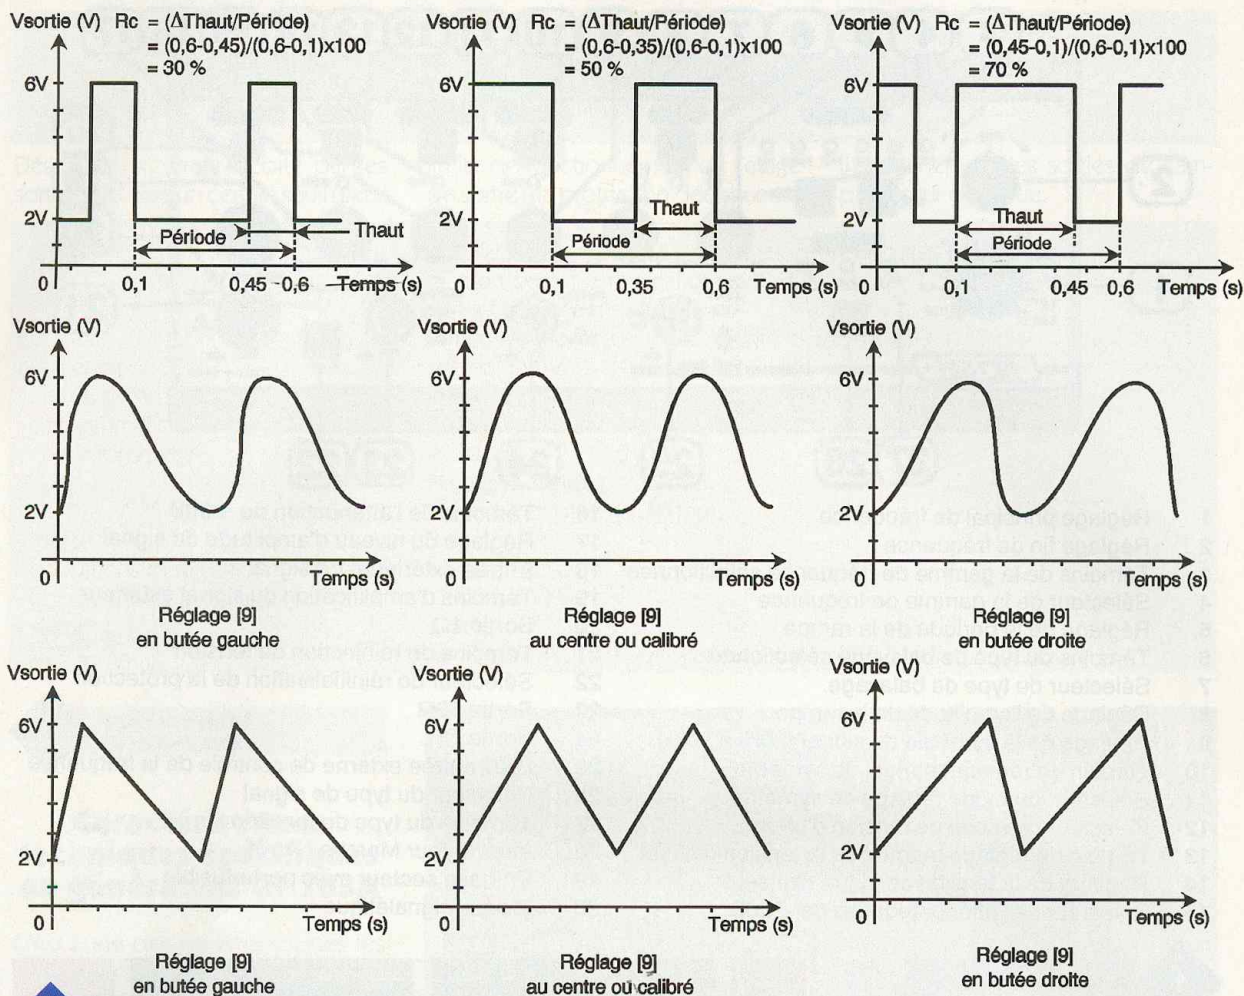 Vsortie (V) Rc = (ΔThaut/Période)
= (0,6-0,45)/(0,6-0,1)x100
= 30 %
6V
2V
Période
Thaut
0
0,1
0,45
0,6
Temps (s)
Vsortie (V) Rc = (ΔThaut/Période)
= (0,6-0,35)/(0,6-0,1)x100
= 50 %
6V
2V
Thaut
Période
0
0,1
0,35
0,6
Temps (s)
Vsortie (V) Rc = (ΔThaut/Période)
= (0,45-0,1)/(0,6-0,1)x100
= 70 %
6V
2V
Thaut
Période
0
0,1
0,45
0,6
Temps (s)
Vsortie (V)
6V
2V
0
Temps (s)
Réglage [9]
en butée gauche
Vsortie (V)
6V
2V
0
Temps (s)
Réglage [9]
au centre ou calibré
Vsortie (V)
6V
2V
0
Temps (s)
Réglage [9]
en butée droite
Vsortie (V)
6V
2V
0
Temps (s)
Réglage [9]
en butée gauche
Vsortie (V)
6V
2V
0
Temps (s)
Réglage [9]
au centre ou calibré
Vsortie (V)
6V
2V
0
Temps (s)
Réglage [9]
en butée droite